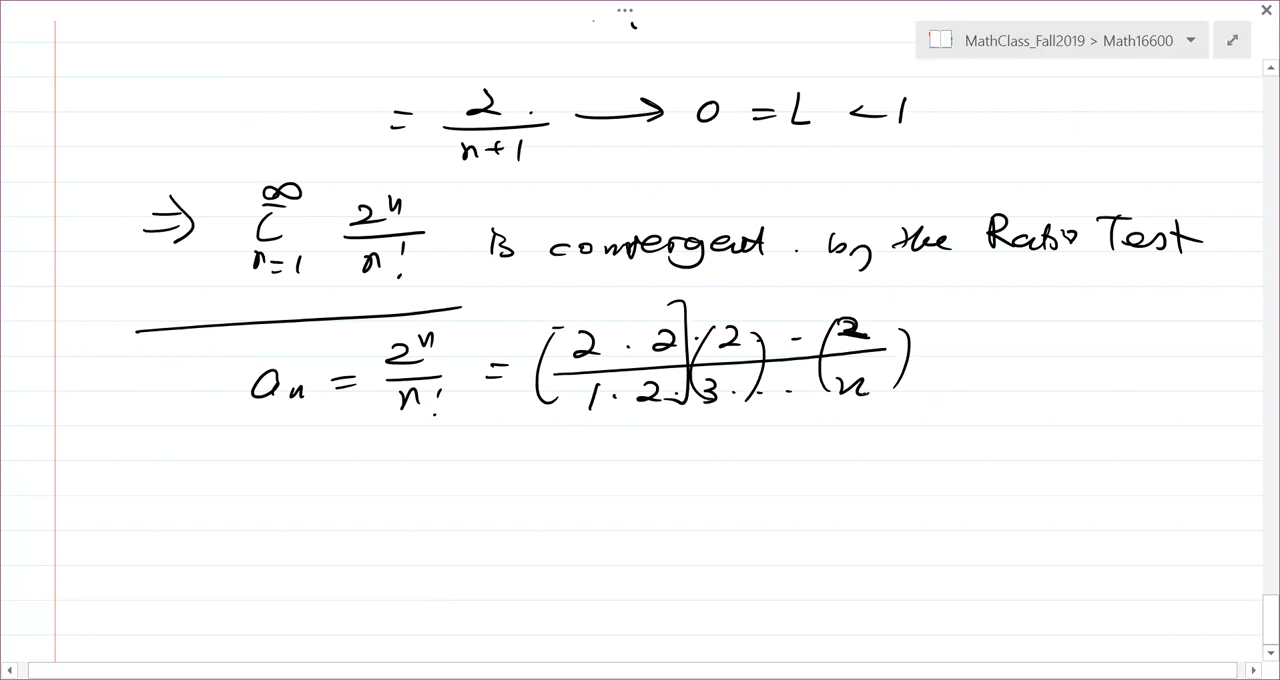 MathClass_Fall2019 > Math16600
= 2/(n+1) ⟶ 0 = L < 1
⇒ ∑_{n=1}^{∞} 2^n/n! is convergent. by the Ratio Test
a_n = 2^n/n! = ( (2 · 2)/(1 · 2) ] · (2/3) · · · (2/n) )